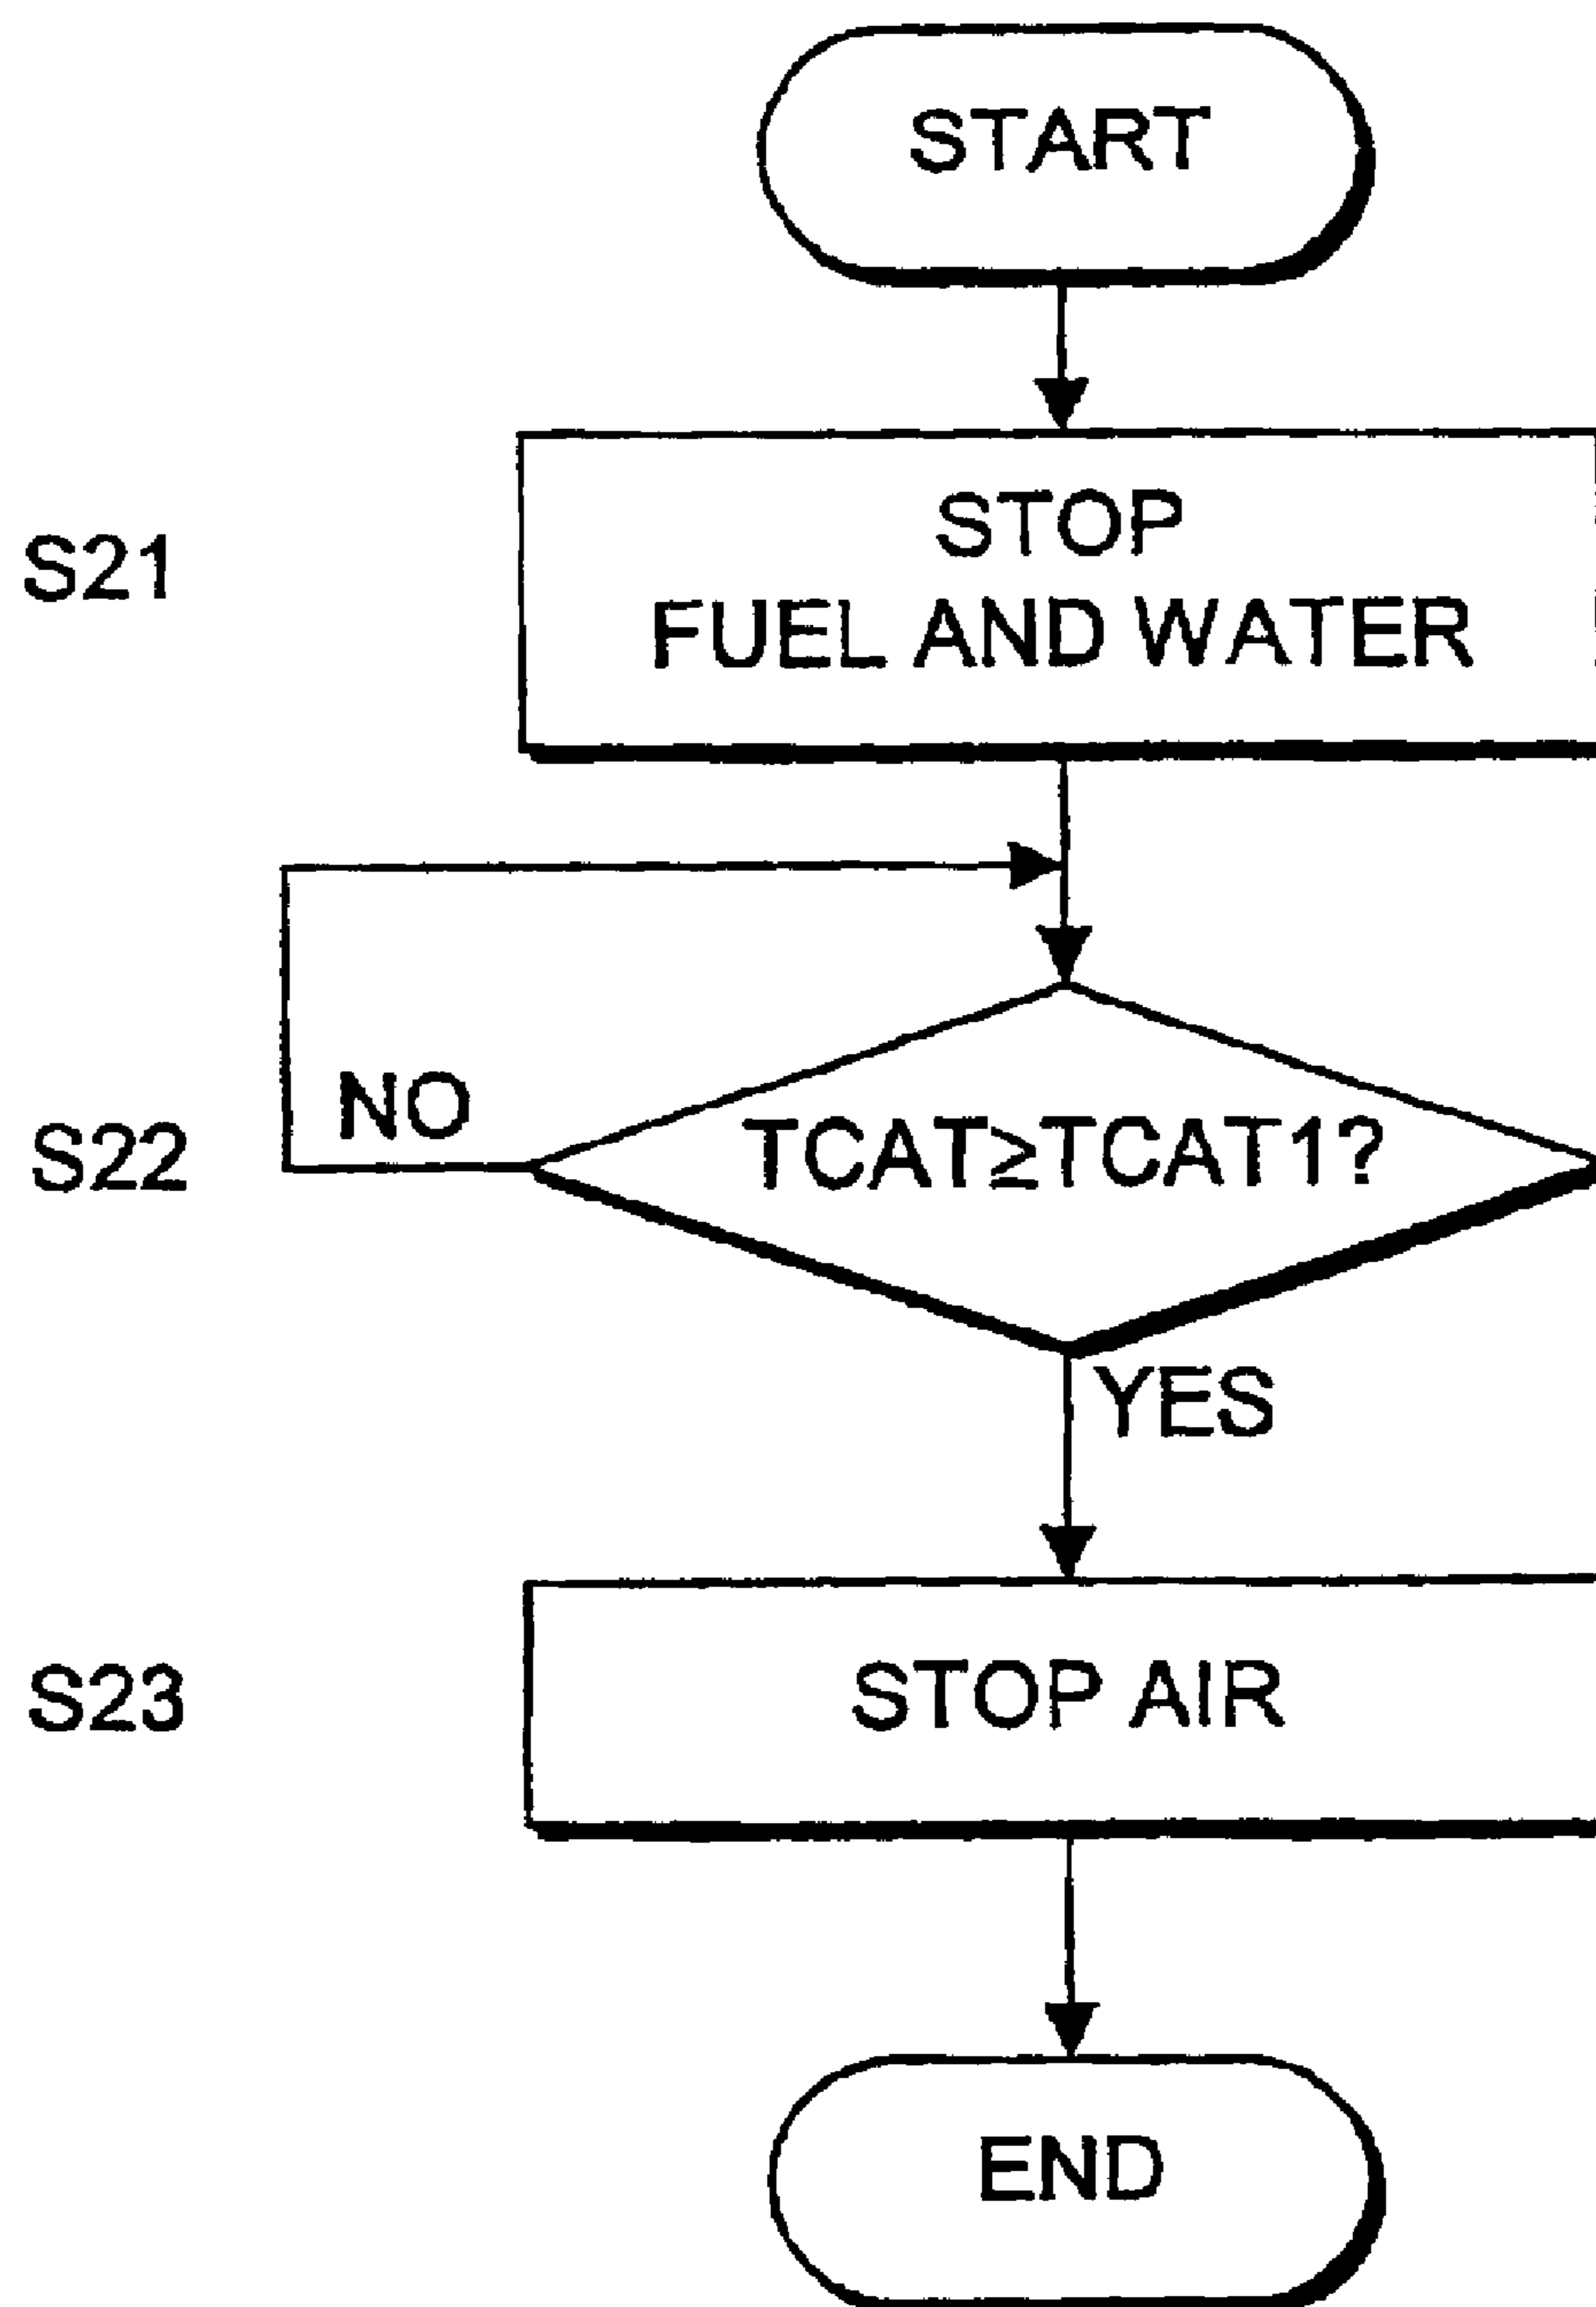 START
S21
STOP
FUEL AND WATER
NO
S22
TCAT≥TCAT1?
YES
S23
STOP AIR
END